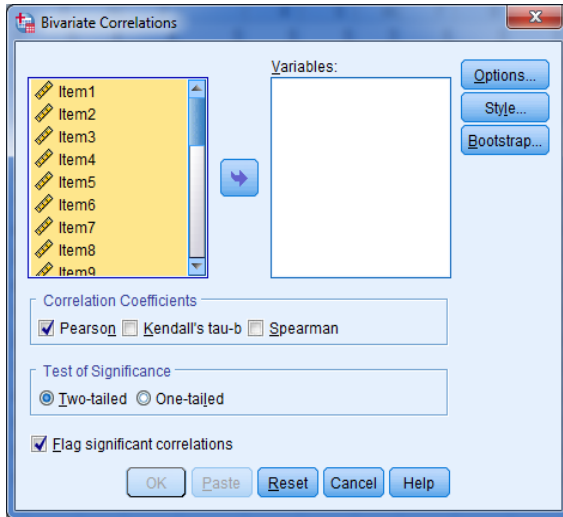 Bivariate Correlations
Variables:
Item1
Item2
Item3
Item4
Item5
Item6
Item7
Item8
Item9
Options...
Style...
Bootstrap...
Correlation Coefficients
Pearson Kendall's tau-b Spearman
Test of Significance
Two-tailed One-tailed
Flag significant correlations
OK Paste Reset Cancel Help